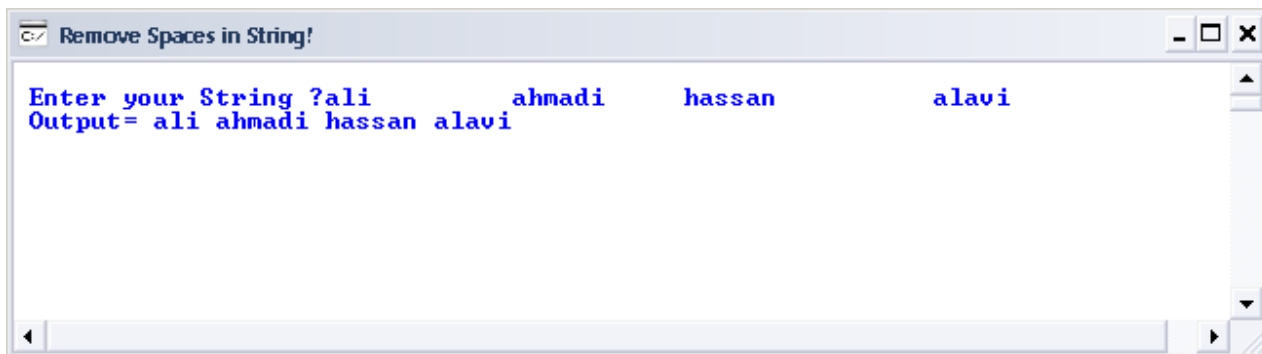 Remove Spaces in String!
Enter your String ?ali         ahmadi     hassan          alavi
Output= ali ahmadi hassan alavi